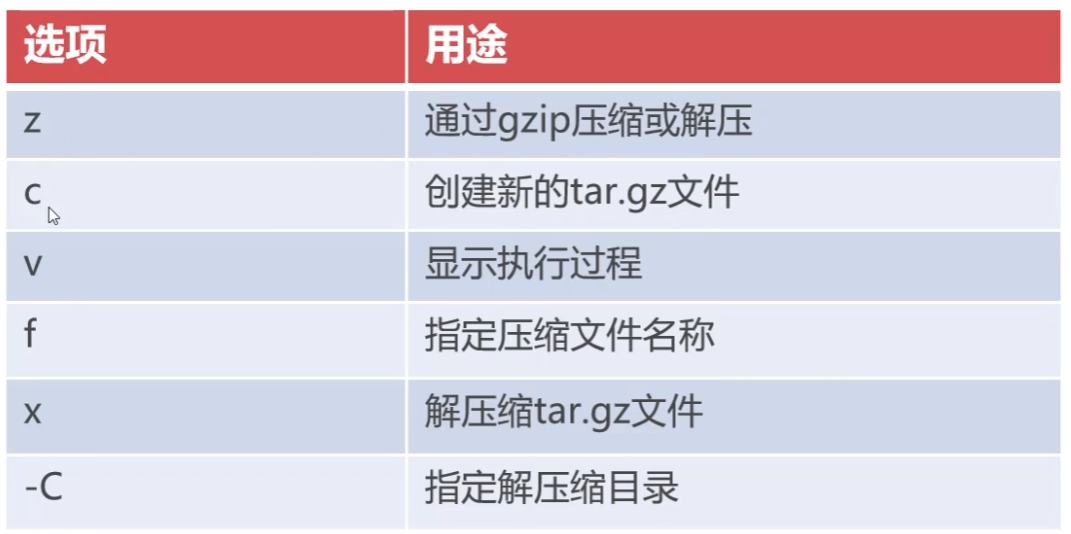 选项 用途
z 通过gzip压缩或解压
c 创建新的tar.gz文件
v 显示执行过程
f 指定压缩文件名称
x 解压缩tar.gz文件
-C 指定解压缩目录